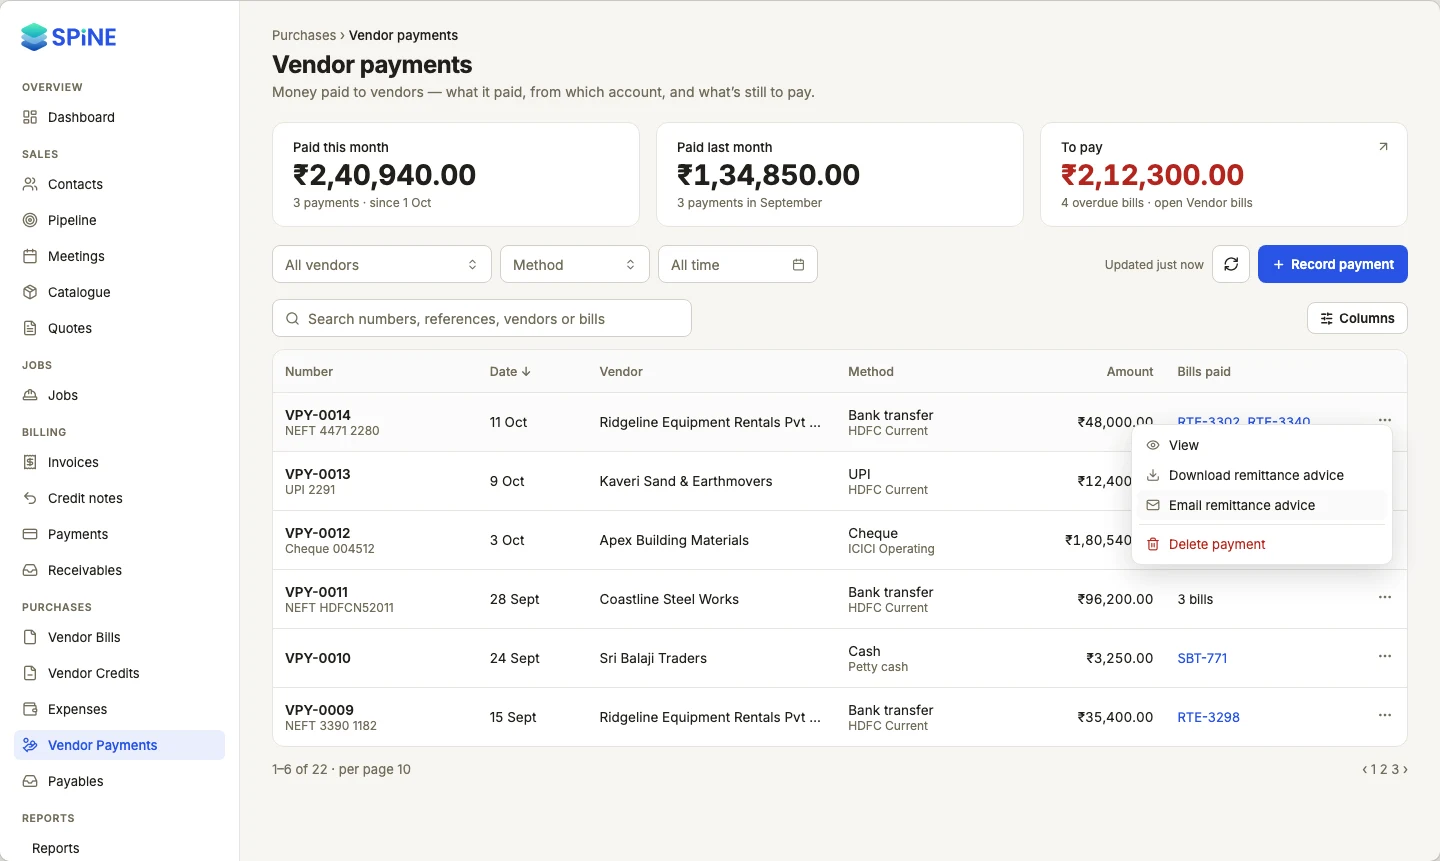 SPiNE
OVERVIEW
Dashboard
SALES
Contacts
Pipeline
Meetings
Catalogue
Quotes
JOBS
Jobs
BILLING
Invoices
Credit notes
Payments
Receivables
PURCHASES
Vendor Bills
Vendor Credits
Expenses
Vendor Payments
Payables
REPORTS
Reports
Purchases › Vendor payments
Vendor payments
Money paid to vendors — what it paid, from which account, and what's still to pay.
Paid this month
₹2,40,940.00
3 payments · since 1 Oct
Paid last month
₹1,34,850.00
3 payments in September
To pay
₹2,12,300.00
4 overdue bills · open Vendor bills
All vendors
Method
All time
Updated just now
+ Record payment
Search numbers, references, vendors or bills
Columns
Number Date ↓ Vendor Method Amount Bills paid
VPY-0014 11 Oct Ridgeline Equipment Rentals Pvt ... Bank transfer ₹48,000.00 RTE-3302, RTE-3340
NEFT 4471 2280 HDFC Current
VPY-0013 9 Oct Kaveri Sand & Earthmovers UPI ₹12,400
UPI 2291 HDFC Current
VPY-0012 3 Oct Apex Building Materials Cheque ₹1,80,540
Cheque 004512 ICICI Operating
VPY-0011 28 Sept Coastline Steel Works Bank transfer ₹96,200.00 3 bills
NEFT HDFCN52011 HDFC Current
VPY-0010 24 Sept Sri Balaji Traders Cash ₹3,250.00 SBT-771
Petty cash
VPY-0009 15 Sept Ridgeline Equipment Rentals Pvt ... Bank transfer ₹35,400.00 RTE-3298
NEFT 3390 1182 HDFC Current
View
Download remittance advice
Email remittance advice
Delete payment
1–6 of 22 · per page 10
‹ 1 2 3 ›